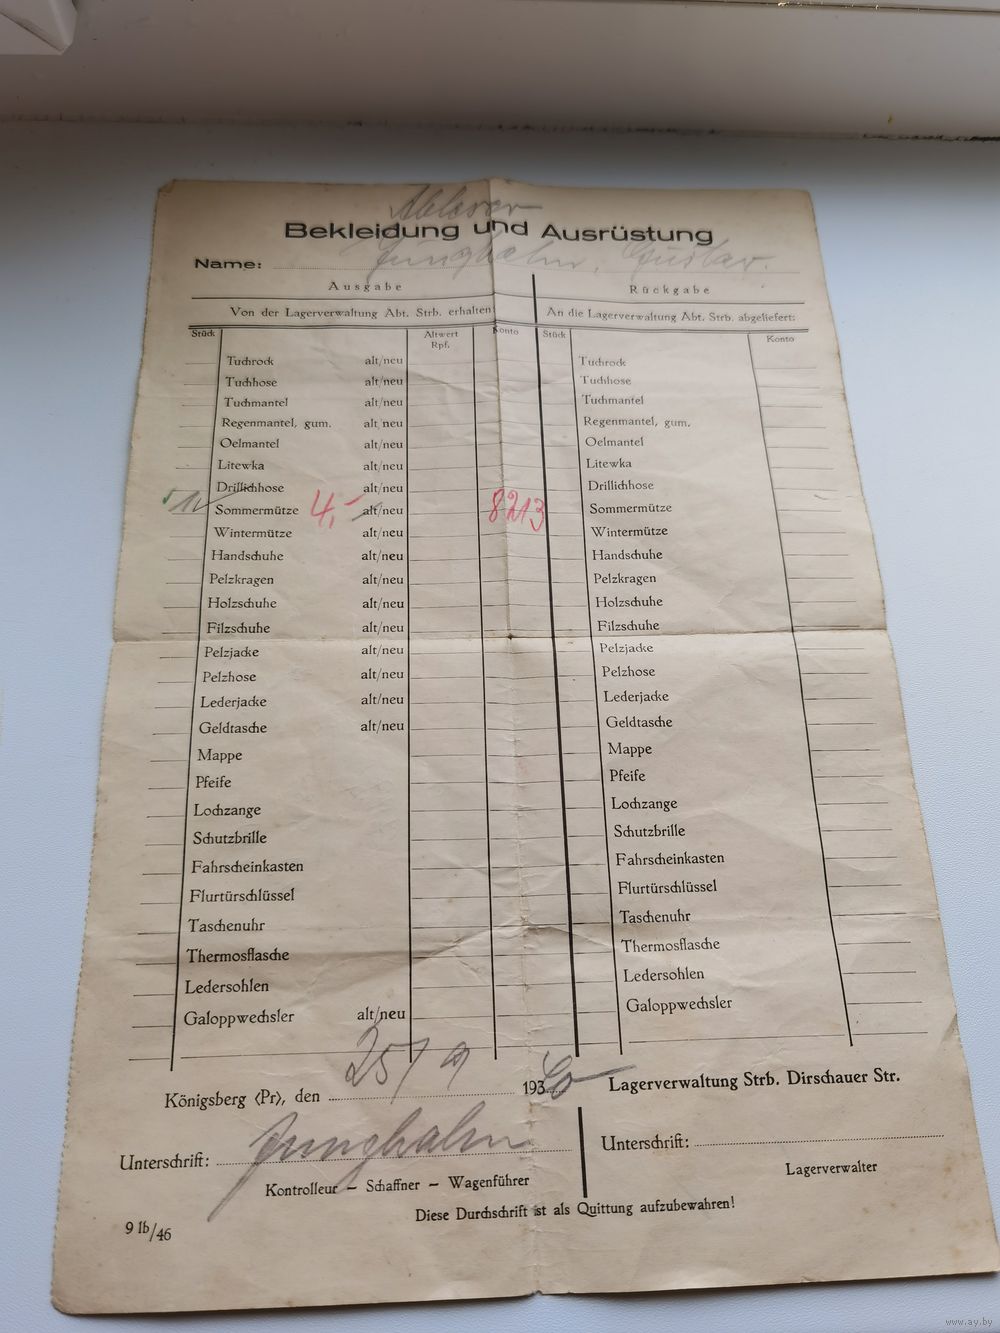 Bekleidung und Ausrüstung
Name: Junghahn, Gustav.
Ausgabe Rückgabe
Von der Lagerverwaltung Abt. Strb. erhalten: An die Lagerverwaltung Abt. Strb. abgeliefert:
Stück Altwert Rpf. Konto Stück Konto
Tuchrock alt/neu Tuchrock
Tuchhose alt/neu Tuchhose
Tuchmantel alt/neu Tuchmantel
Regenmantel, gum. alt/neu Regenmantel, gum.
Oelmantel alt/neu Oelmantel
Litewka alt/neu Litewka
Drillichhose alt/neu Drillichhose
1 Sommermütze 4,- alt/neu 8213 Sommermütze
Wintermütze alt/neu Wintermütze
Handschuhe alt/neu Handschuhe
Pelzkragen alt/neu Pelzkragen
Holzschuhe alt/neu Holzschuhe
Filzschuhe alt/neu Filzschuhe
Pelzjacke alt/neu Pelzjacke
Pelzhose alt/neu Pelzhose
Lederjacke alt/neu Lederjacke
Geldtasche alt/neu Geldtasche
Mappe Mappe
Pfeife Pfeife
Lochzange Lochzange
Schutzbrille Schutzbrille
Fahrscheinkasten Fahrscheinkasten
Flurtürschlüssel Flurtürschlüssel
Taschenuhr Taschenuhr
Thermosflasche Thermosflasche
Ledersohlen Ledersohlen
Galoppwechsler alt/neu Galoppwechsler
Königsberg (Pr), den 25/9 193 40 Lagerverwaltung Strb. Dirschauer Str.
Unterschrift: Junghahn Unterschrift:
Kontrolleur – Schaffner – Wagenführer Lagerverwalter
Diese Durchschrift ist als Quittung aufzubewahren!
9 Ib/46
www.ay.by